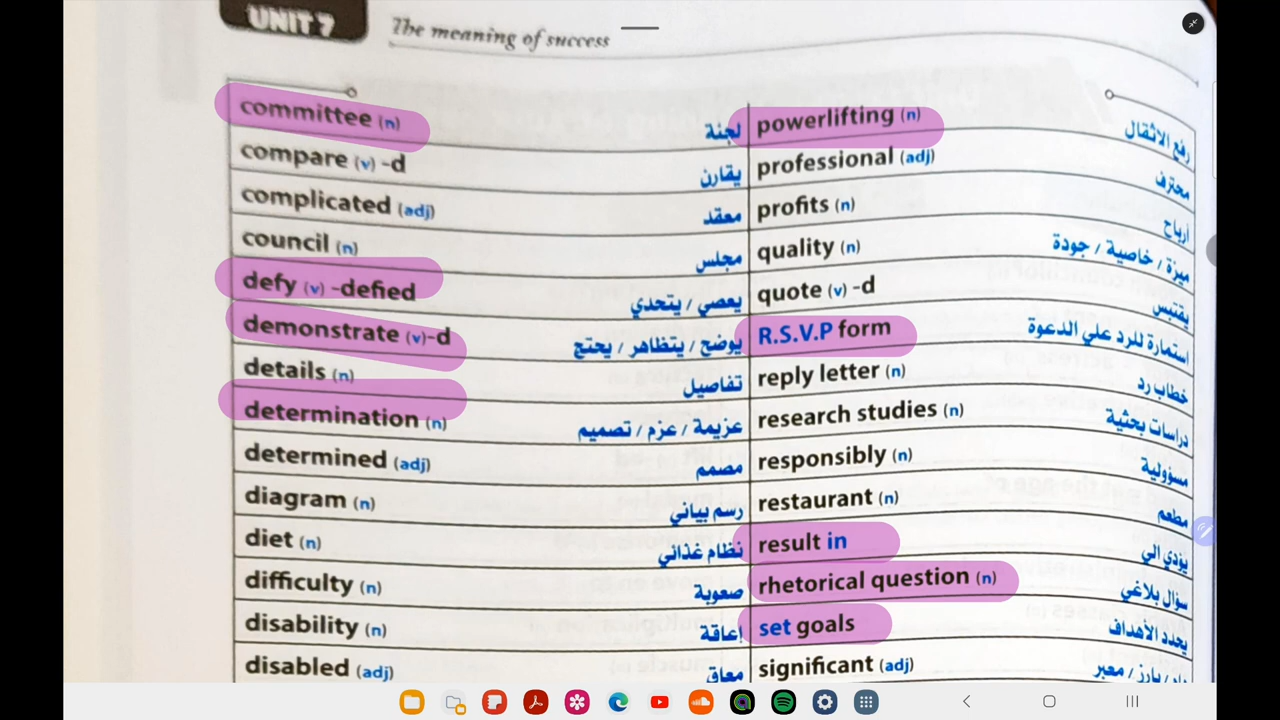 UNIT 7
The meaning of success
committee (n) لجنة
compare (v) -d يقارن
complicated (adj) معقد
council (n) مجلس
defy (v) -defied يعصي / يتحدي
demonstrate (v)-d يوضح / يتظاهر / يحتج
details (n) تفاصيل
determination (n) عزيمة / عزم / تصميم
determined (adj) مصمم
diagram (n) رسم بياني
diet (n) نظام غذائي
difficulty (n) صعوبة
disability (n) إعاقة
disabled (adj) معاق
powerlifting (n) رفع الاثقال
professional (adj) محترف
profits (n) أرباح
quality (n) ميزة / خاصية / جودة
quote (v) -d يقتبس
R.S.V.P form استمارة للرد علي الدعوة
reply letter (n) خطاب رد
research studies (n) دراسات بحثية
responsibly (n) مسؤولية
restaurant (n) مطعم
result in يؤدي الي
rhetorical question (n) سؤال بلاغي
set goals يحدد الأهداف
significant (adj) بارز / معبر